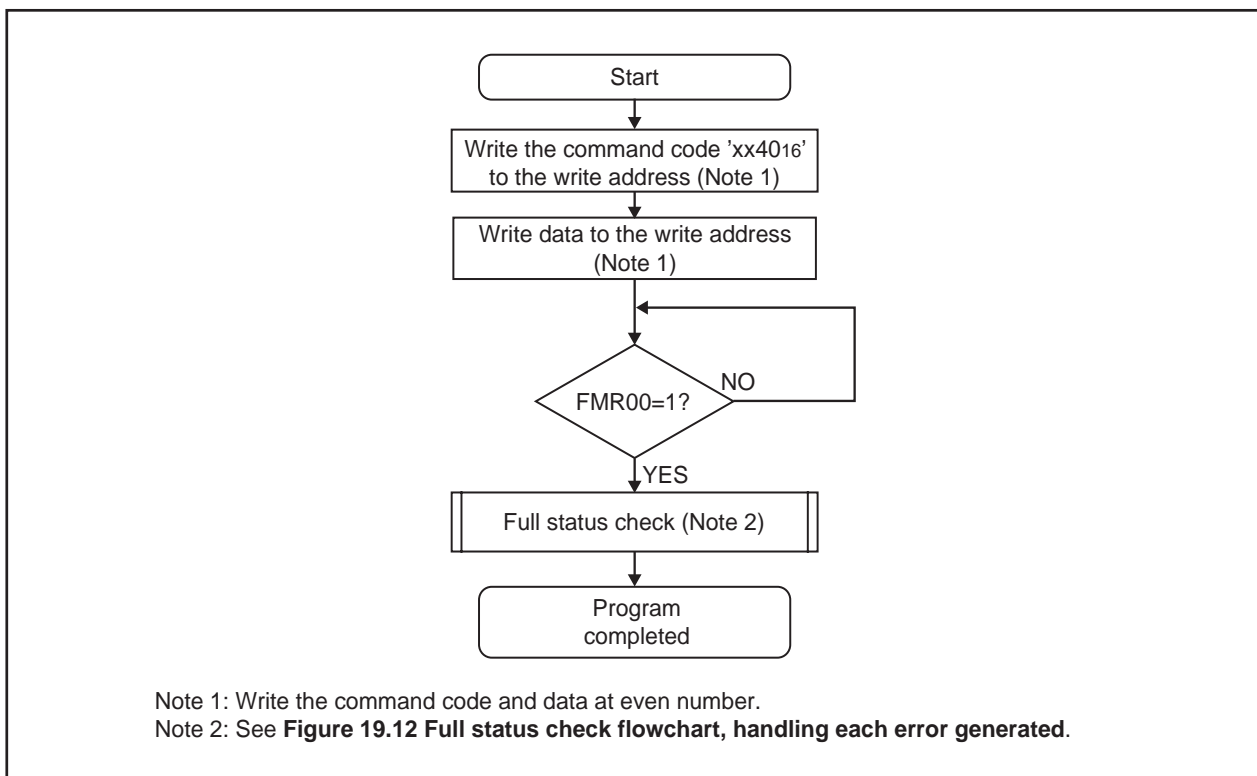 Start
Write the command code ’xx4016’
to the write address (Note 1)
Write data to the write address
(Note 1)
FMR00=1?
NO
YES
Full status check (Note 2)
Program
completed
Note 1: Write the command code and data at even number.
Note 2: See Figure 19.12 Full status check flowchart, handling each error generated.